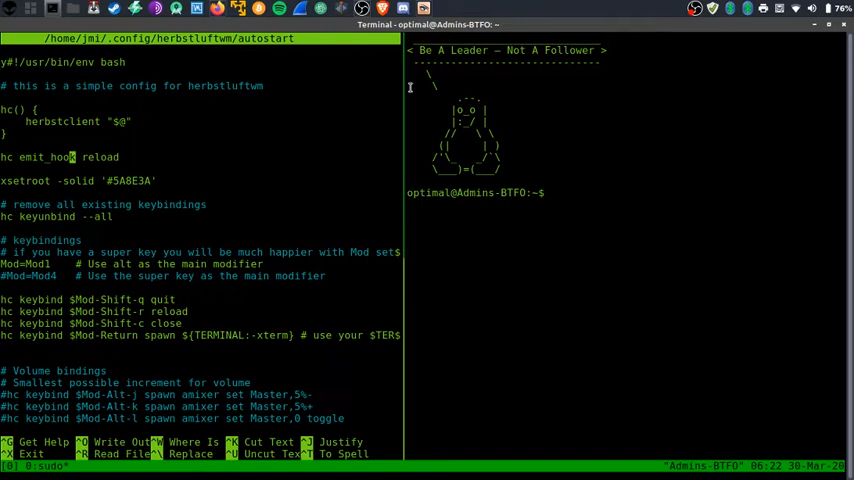 76%
Terminal - optimal@Admins-BTFO: ~
/home/jmi/.config/herbstluftwm/autostart
y#!/usr/bin/env bash
# this is a simple config for herbstluftwm
hc() {
herbstclient "$@"
}
hc emit_hook reload
xsetroot -solid '#5A8E3A'
# remove all existing keybindings
hc keyunbind --all
# keybindings
# if you have a super key you will be much happier with Mod set$
Mod=Mod1   # Use alt as the main modifier
#Mod=Mod4   # Use the super key as the main modifier
hc keybind $Mod-Shift-q quit
hc keybind $Mod-Shift-r reload
hc keybind $Mod-Shift-c close
hc keybind $Mod-Return spawn ${TERMINAL:-xterm} # use your $TER$
# Volume bindings
# Smallest possible increment for volume
#hc keybind $Mod-Alt-j spawn amixer set Master,5%-
#hc keybind $Mod-Alt-k spawn amixer set Master,5%+
#hc keybind $Mod-Alt-l spawn amixer set Master,0 toggle
^G Get Help ^O Write Out^W Where Is ^K Cut Text ^J Justify
^X Exit ^R Read File^\ Replace ^U Uncut Tex^T To Spell
< Be A Leader — Not A Follower >
-----------------------------
\
\
.--.
|o_o |
|:_/ |
//   \ \
(|     | )
/'\_   _/`\
\___)=(___/
optimal@Admins-BTFO:~$
[0] 0:sudo* "Admins-BTFO" 06:22 30-Mar-20